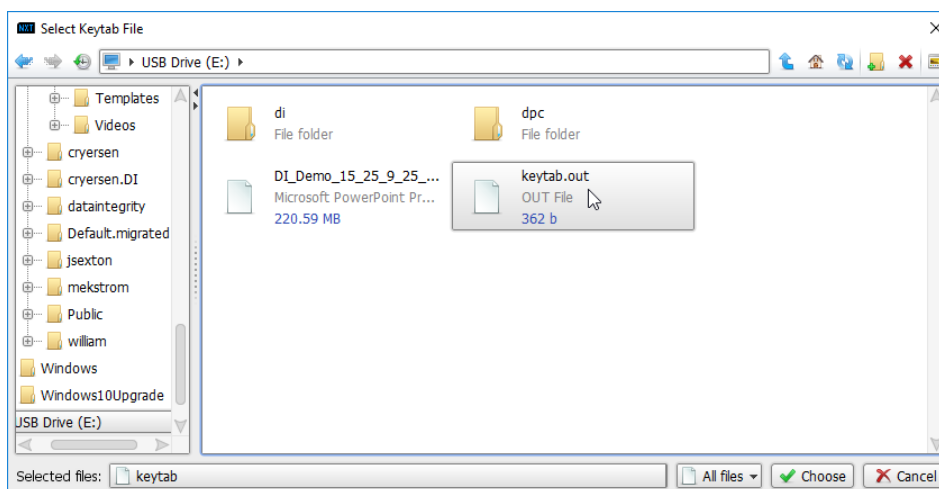 NXT Select Keytab File
USB Drive (E:)
Templates
Videos
cryersen
cryersen.DI
dataintegrity
Default.migrated
jsexton
mekstrom
Public
william
Windows
Windows10Upgrade
USB Drive (E:)
di
File folder
dpc
File folder
DI_Demo_15_25_9_25_...
Microsoft PowerPoint Pr...
220.59 MB
keytab.out
OUT File
362 b
Selected files: keytab
All files
Choose
Cancel